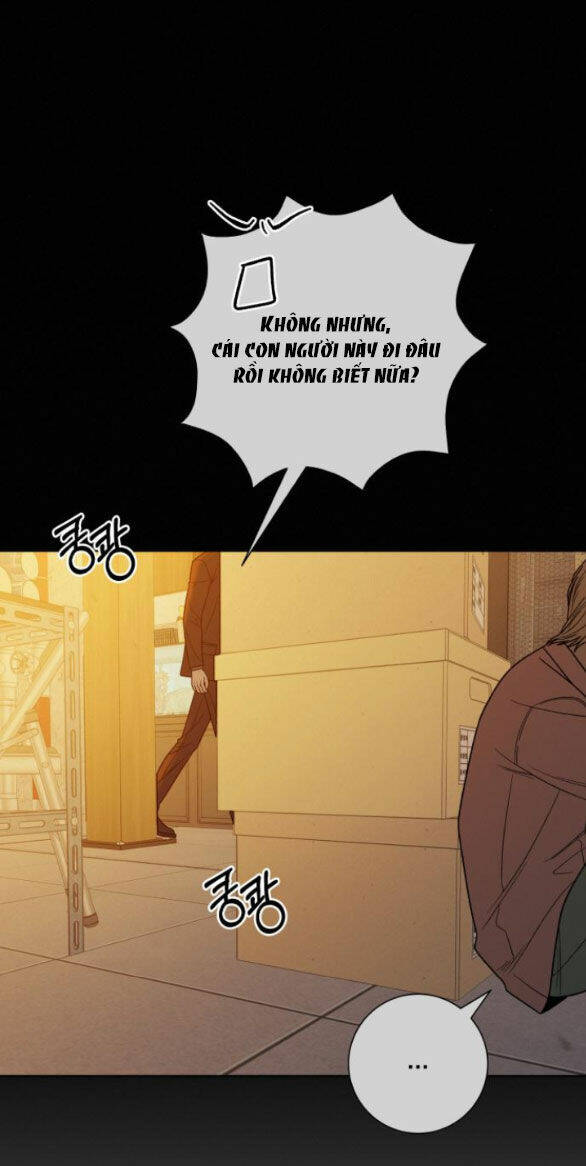 KHÔNG NHƯNG,
CÁI CON NGƯỜI NÀY ĐI ĐÂU
RỒI KHÔNG BIẾT NỮA?
쿵쾅
쿵쾅
...